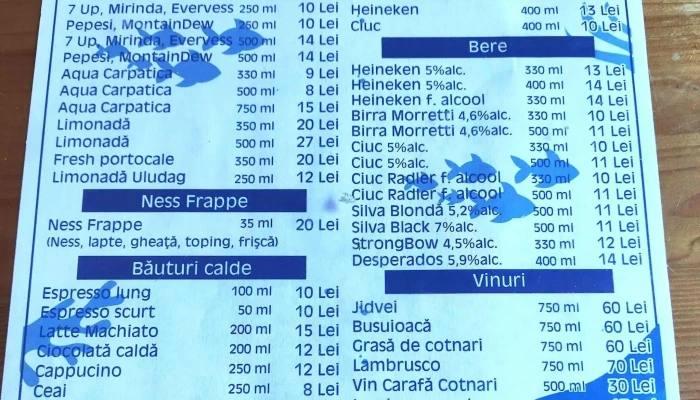 7 Up, Mirinda, Evervess 250 ml 10 Lei
Pepesi, MontainDew 250 ml 10 Lei
7 Up, Mirinda, Evervess 500 ml 14 Lei
Pepesi, MontainDew 500 ml 14 Lei
Aqua Carpatica 330 ml 9 Lei
Aqua Carpatica 500 ml 8 Lei
Aqua Carpatica 750 ml 15 Lei
Limonadă 350 ml 20 Lei
Limonadă 500 ml 27 Lei
Fresh portocale 350 ml 20 Lei
Limonadă Uludag 250 ml 12 Lei
Ness Frappe
Ness Frappe 35 ml 20 Lei
(Ness, lapte, gheaţă, toping, frişcă)
Băuturi calde
Espresso lung 100 ml 10 Lei
Espresso scurt 50 ml 10 Lei
Latte Machiato 200 ml 15 Lei
Ciocolată caldă 200 ml 12 Lei
Cappucino 250 ml 12 Lei
Ceai 250 ml 8 Lei
Heineken 400 ml 13 Lei
Ciuc 400 ml 10 Lei
Bere
Heineken 5%alc. 330 ml 13 Lei
Heineken 5%alc. 400 ml 14 Lei
Heineken f. alcool 330 ml 14 Lei
Birra Morretti 4,6%alc. 330 ml 10 Lei
Birra Morretti 4,6%alc. 500 ml 11 Lei
Ciuc 5%alc. 330 ml 10 Lei
Ciuc 5%alc. 500 ml 11 Lei
Ciuc Radler f. alcool 330 ml 10 Lei
Ciuc Radler f. alcool 500 ml 11 Lei
Silva Blondă 5,2%alc. 500 ml 11 Lei
Silva Black 7%alc. 500 ml 11 Lei
StrongBow 4,5%alc. 330 ml 12 Lei
Desperados 5,9%alc. 400 ml 14 Lei
Vinuri
Jidvei 750 ml 60 Lei
Busuioacă 750 ml 60 Lei
Grasă de cotnari 750 ml 60 Lei
Lambrusco 750 ml 70 Lei
Vin Carafă Cotnari 500 ml 30 Lei